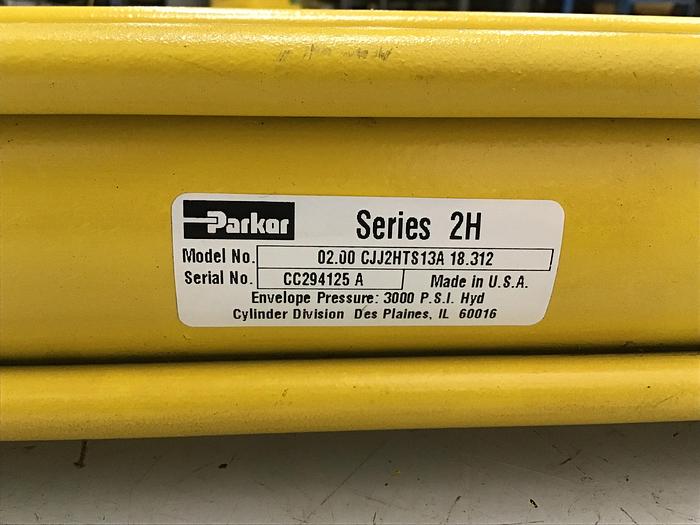 Parker Series 2H
Model No. 02.00 CJJ2HTS13A 18.312
Serial No. CC294125 A Made in U.S.A.
Envelope Pressure: 3000 P.S.I. Hyd
Cylinder Division Des Plaines, IL 60016